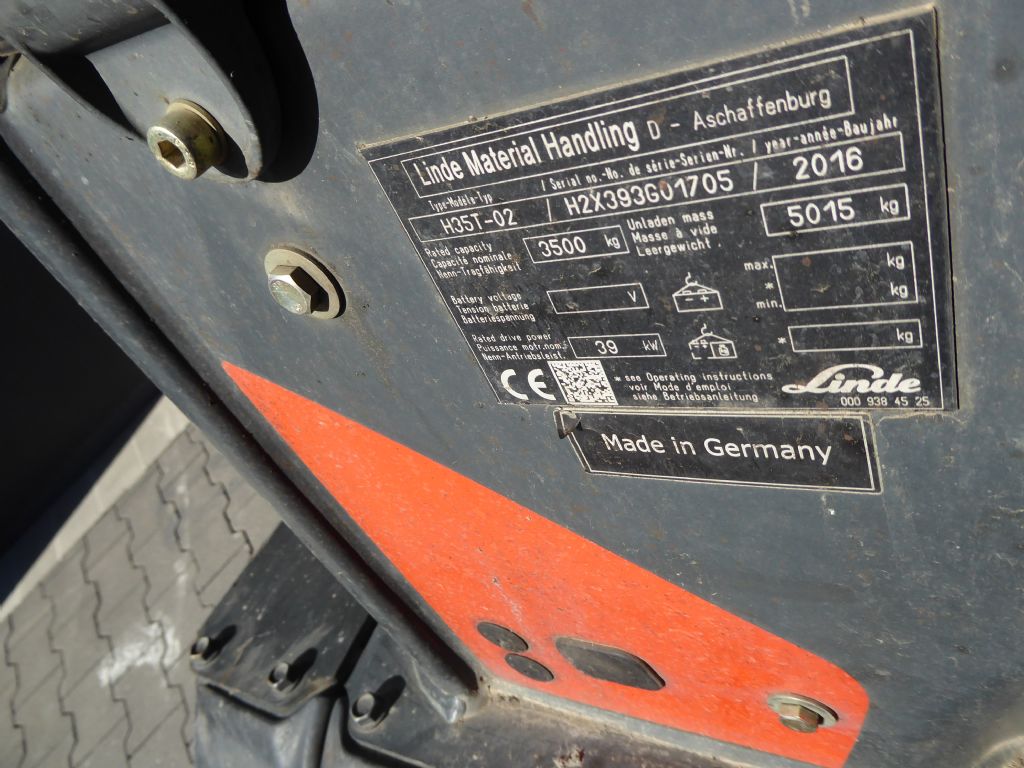 Linde Material Handling D - Aschaffenburg
Type-Modèle-Typ / Serial no.-No. de série-Serien-Nr. / year-année-Baujahr
H35T-02 / H2X393G01705 / 2016
Rated capacity
Capacité nominale
Nenn-Tragfähigkeit
3500 kg
Unladen mass
Masse à vide
Leergewicht
5015 kg
Battery voltage
Tension batterie
Batteriespannung
V
- +
max. kg
* kg
min.
Rated drive power
Puissance motr.nom.
Nenn-Antriebsleist.
39 kW
* kg
CE
* see Operating instructions
voir Mode d'emploi
siehe Betriebsanleitung
Linde
000 938 45 25
Made in Germany